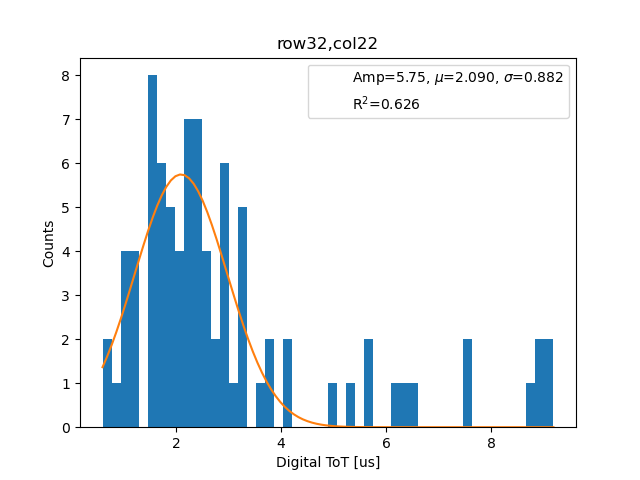 row32,col22
Amp=5.75, μ=2.090, σ=0.882
R²=0.626
8
7
6
5
4
3
2
1
0
Counts
2 4 6 8
Digital ToT [us]